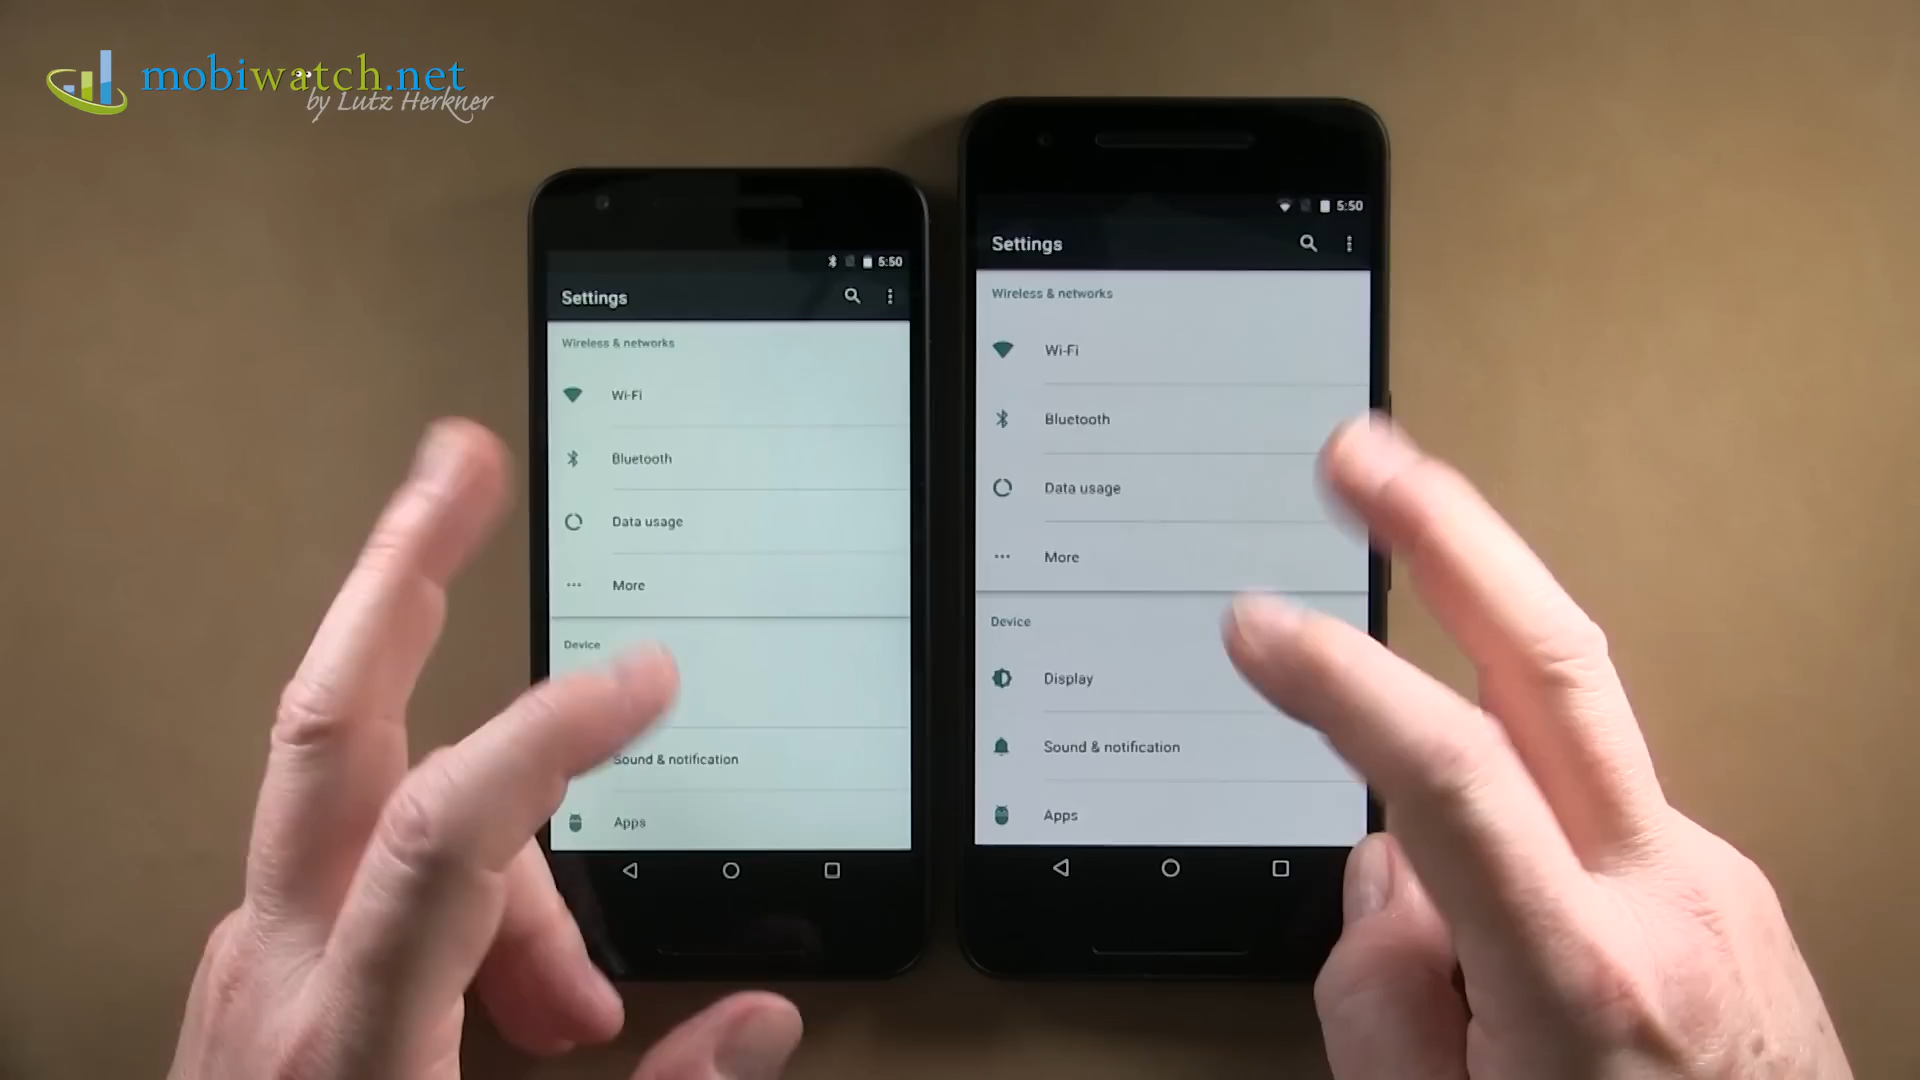 mobiwatch.net
by Lutz Herkner
5:50
Settings
Wireless & networks
Wi-Fi
Bluetooth
Data usage
More
Device
Sound & notification
Apps
5:50
Settings
Wireless & networks
Wi-Fi
Bluetooth
Data usage
More
Device
Display
Sound & notification
Apps